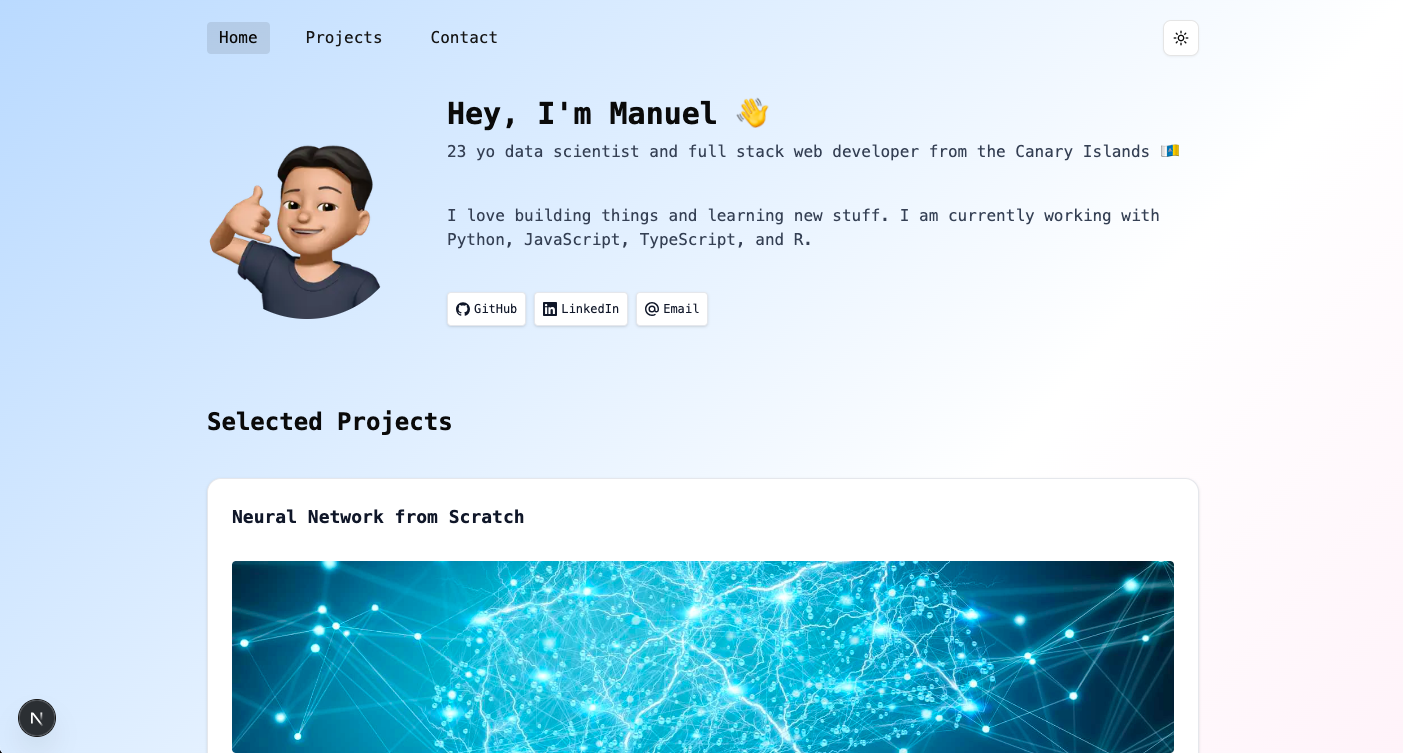 Home
Projects
Contact
Hey, I'm Manuel 👋
23 yo data scientist and full stack web developer from the Canary Islands 🇮🇨
I love building things and learning new stuff. I am currently working with
Python, JavaScript, TypeScript, and R.
GitHub
LinkedIn
Email
Selected Projects
Neural Network from Scratch
N